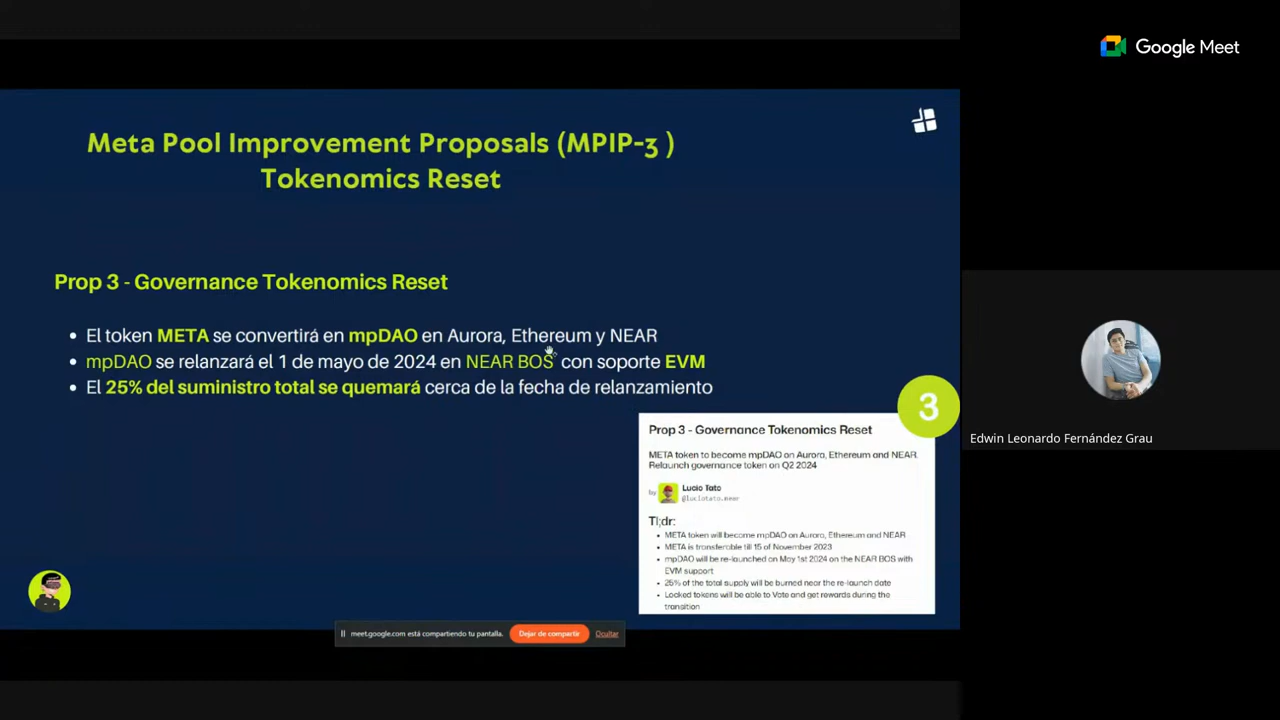 Google Meet
Meta Pool Improvement Proposals (MPIP-3 )
Tokenomics Reset
Prop 3 - Governance Tokenomics Reset
El token META se convertirá en mpDAO en Aurora, Ethereum y NEAR
mpDAO se relanzará el 1 de mayo de 2024 en NEAR BOS con soporte EVM
El 25% del suministro total se quemará cerca de la fecha de relanzamiento
3
Prop 3 - Governance Tokenomics Reset
META token to become mpDAO on Aurora, Ethereum and NEAR.
Relaunch governance token on Q2 2024
by Lucio Tato
@luciotato.near
Tl;dr:
META token will become mpDAO on Aurora, Ethereum and NEAR
META is transferable till 15 of November 2023
mpDAO will be re-launched on May 1st 2024 on the NEAR BOS with
EVM support
25% of the total supply will be burned near the re-launch date
Locked tokens will be able to Vote and get rewards during the
transition
Edwin Leonardo Fernández Grau
meet.google.com está compartiendo tu pantalla.
Dejar de compartir
Ocultar